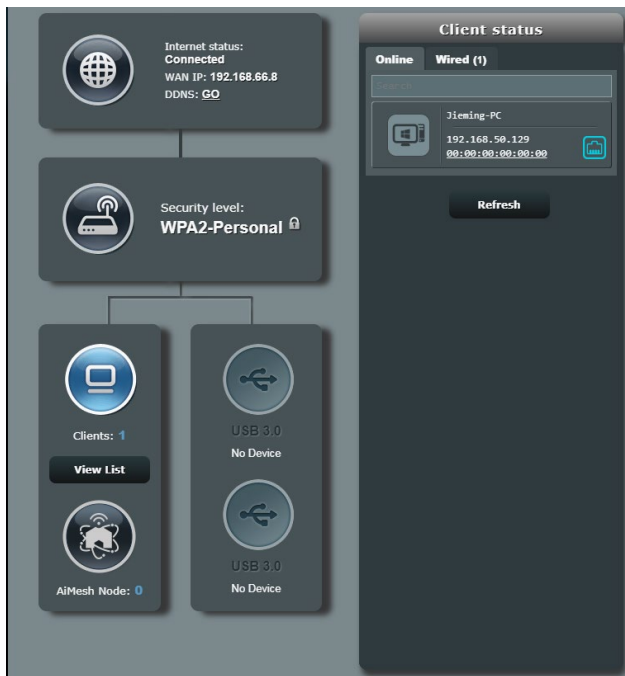 Internet status:
Connected
WAN IP: 192.168.66.8
DDNS: GO
Security level:
WPA2-Personal
Clients: 1
View List
AiMesh Node: 0
USB 3.0
No Device
USB 3.0
No Device
Client status
Online Wired (1)
Search
Jieming-PC
192.168.50.129
00:00:00:00:00:00
Refresh